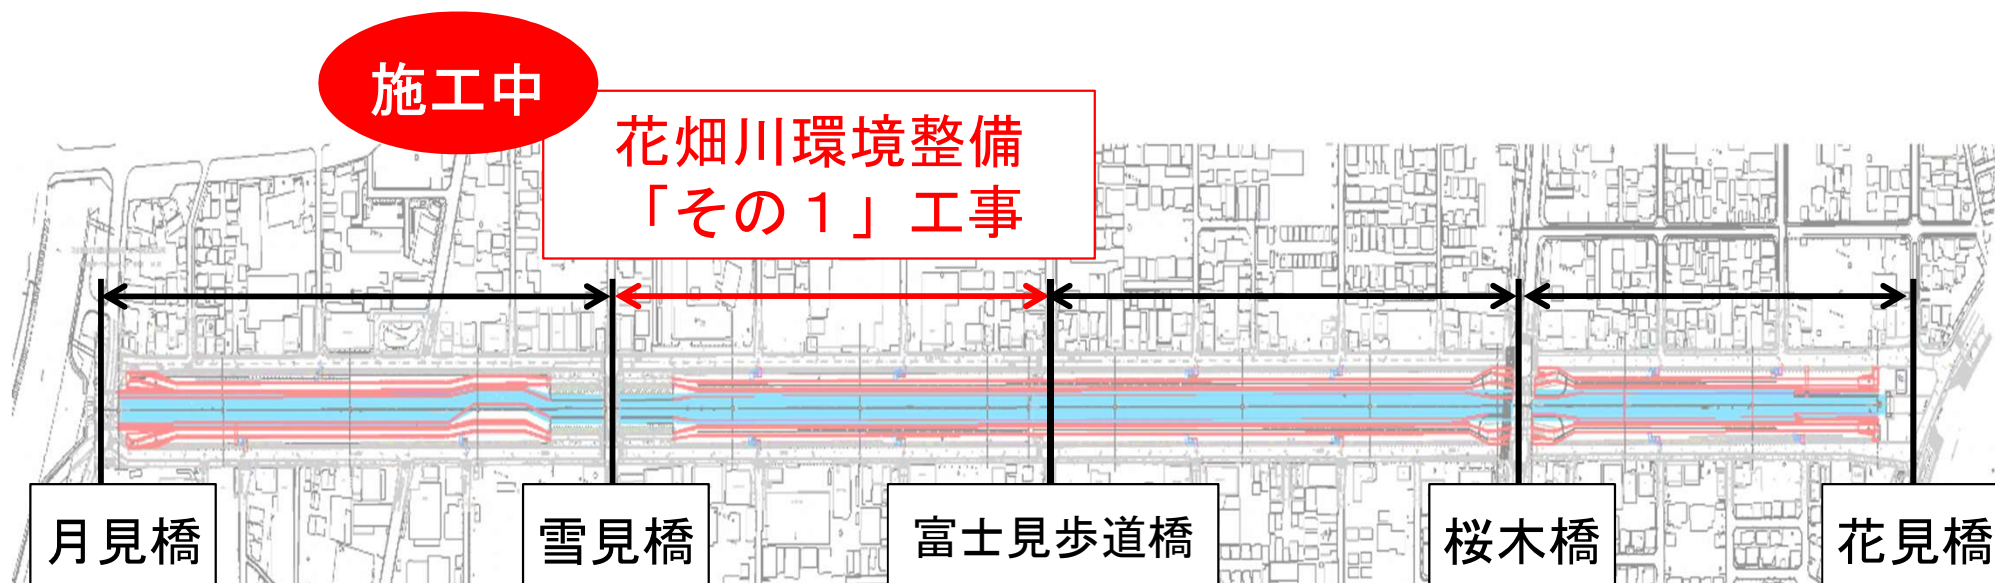 施工中
花畑川環境整備
「その１」工事
月見橋
雪見橋
富士見歩道橋
桜木橋
花見橋